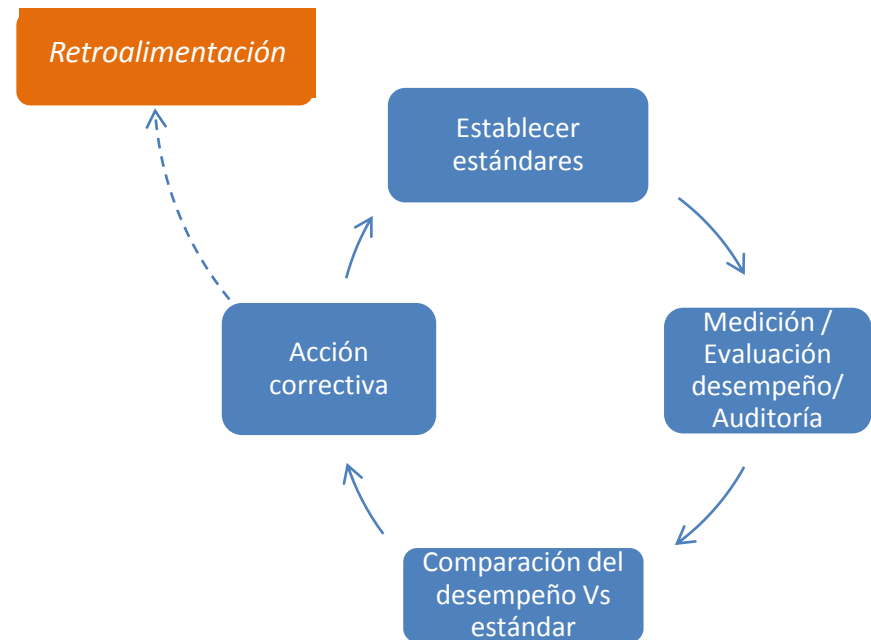 Retroalimentación
Establecer
estándares
Medición /
Evaluación
desempeño/
Auditoría
Comparación del
desempeño Vs
estándar
Acción
correctiva